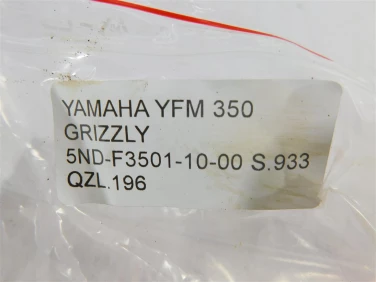 YAMAHA YFM 350
GRIZZLY
5ND-F3501-10-00 S.933
QZL.196